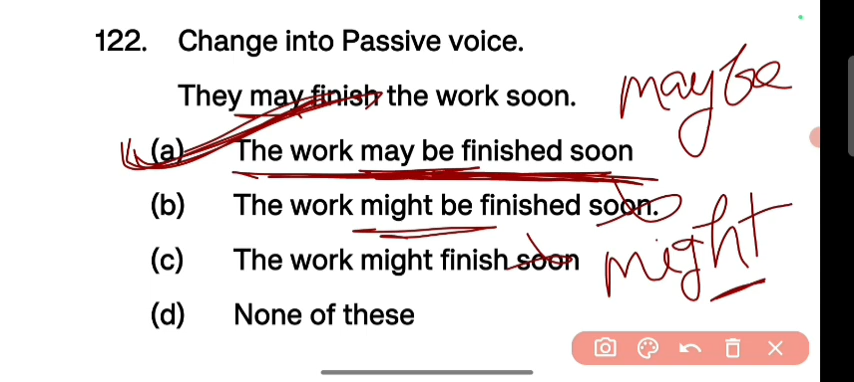 122. Change into Passive voice.
They may finish the work soon.
may be
(a) The work may be finished soon
(b) The work might be finished soon.
(c) The work might finish soon
might
(d) None of these